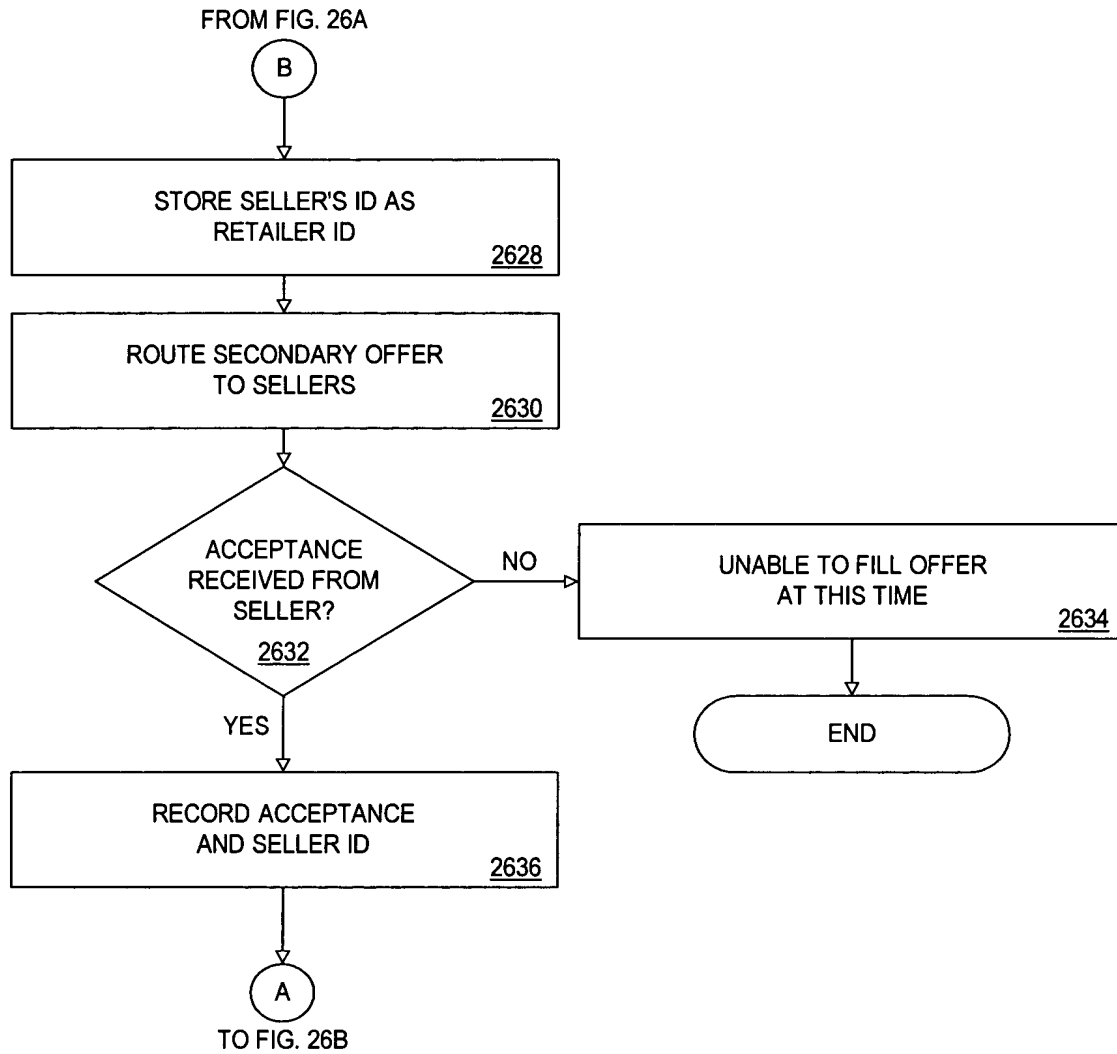 FROM FIG. 26A
B
STORE SELLER'S ID AS
RETAILER ID
2628
ROUTE SECONDARY OFFER
TO SELLERS
2630
ACCEPTANCE
RECEIVED FROM
SELLER?
2632
NO
UNABLE TO FILL OFFER
AT THIS TIME
2634
END
YES
RECORD ACCEPTANCE
AND SELLER ID
2636
A
TO FIG. 26B